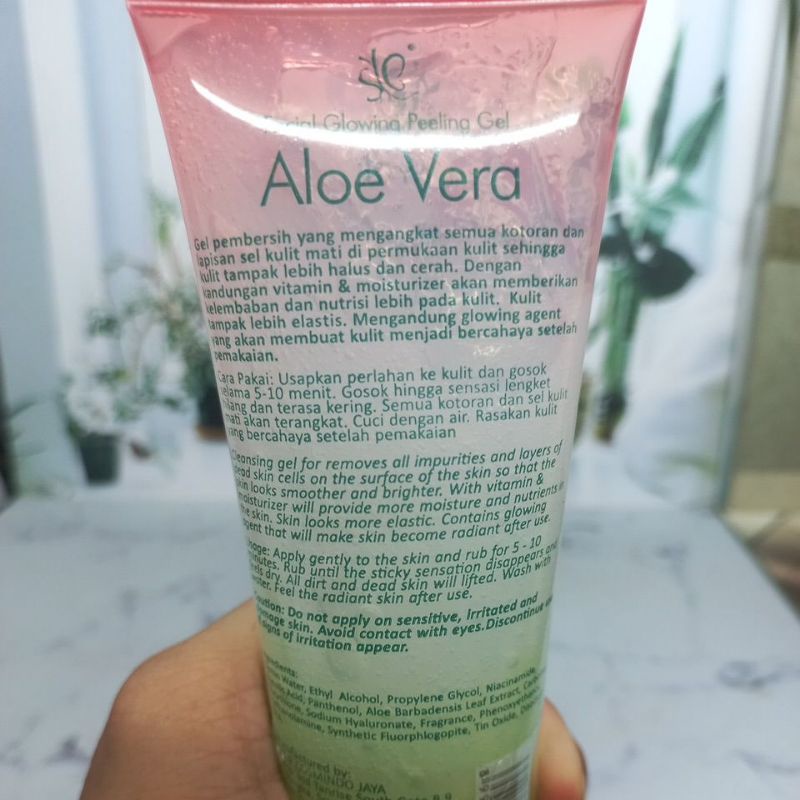 Glowing Peeling Gel
Aloe Vera
Gel pembersih yang mengangkat semua kotoran dan
lapisan sel kulit mati di permukaan kulit sehingga
kulit tampak lebih halus dan cerah. Dengan
kandungan vitamin & moisturizer akan memberikan
kelembaban dan nutrisi lebih pada kulit. Kulit
tampak lebih elastis. Mengandung glowing agent
yang akan membuat kulit menjadi bercahaya setelah
pemakaian.
Cara Pakai: Usapkan perlahan ke kulit dan gosok
selama 5-10 menit. Gosok hingga sensasi lengket
hilang dan terasa kering. Semua kotoran dan sel kulit
mati akan terangkat. Cuci dengan air. Rasakan kulit
yang bercahaya setelah pemakaian
Cleansing gel for removes all impurities and layers of
dead skin cells on the surface of the skin so that the
skin looks smoother and brighter. With vitamin &
moisturizer will provide more moisture and nutrients in
the skin. Skin looks more elastic. Contains glowing
agent that will make skin become radiant after use.
Usage: Apply gently to the skin and rub for 5 - 10
minutes. Rub until the sticky sensation disappears and
feels dry. All dirt and dead skin will lifted. Wash with
water. Feel the radiant skin after use.
Caution: Do not apply on sensitive, Irritated and
damage skin. Avoid contact with eyes.Discontinue
signs of irritation appear.
Ingredients:
Water, Ethyl Alcohol, Propylene Glycol, Niacinamide,
Acid, Panthenol, Aloe Barbadensis Leaf Extract,
Sodium Hyaluronate, Fragrance,
Synthetic Fluorphlogopite, Tin Oxide,
by:
JAYA